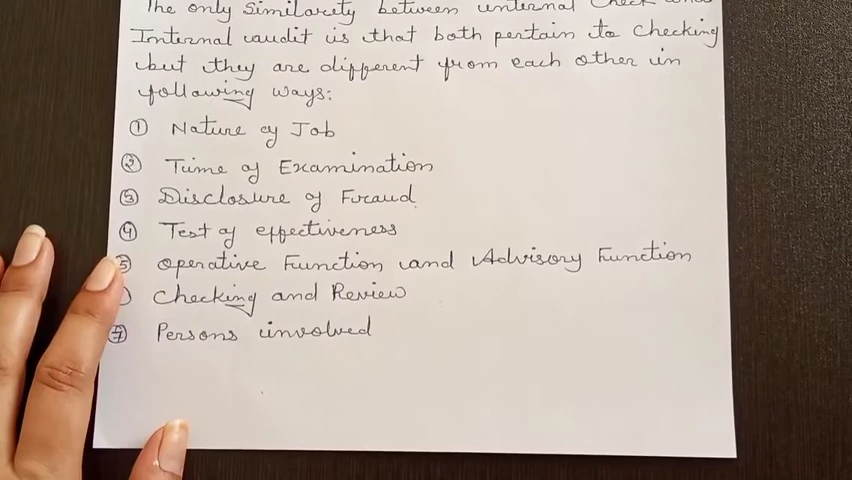 The only Similarity between internal Check and
Internal audit is that both pertain to checking
but they are different from each other in
following ways:
① Nature of Job
② Time of Examination
③ Disclosure of Fraud
④ Test of effectiveness
⑤ Operative Function and Advisory Function
Checking and Review
⑦ Persons involved